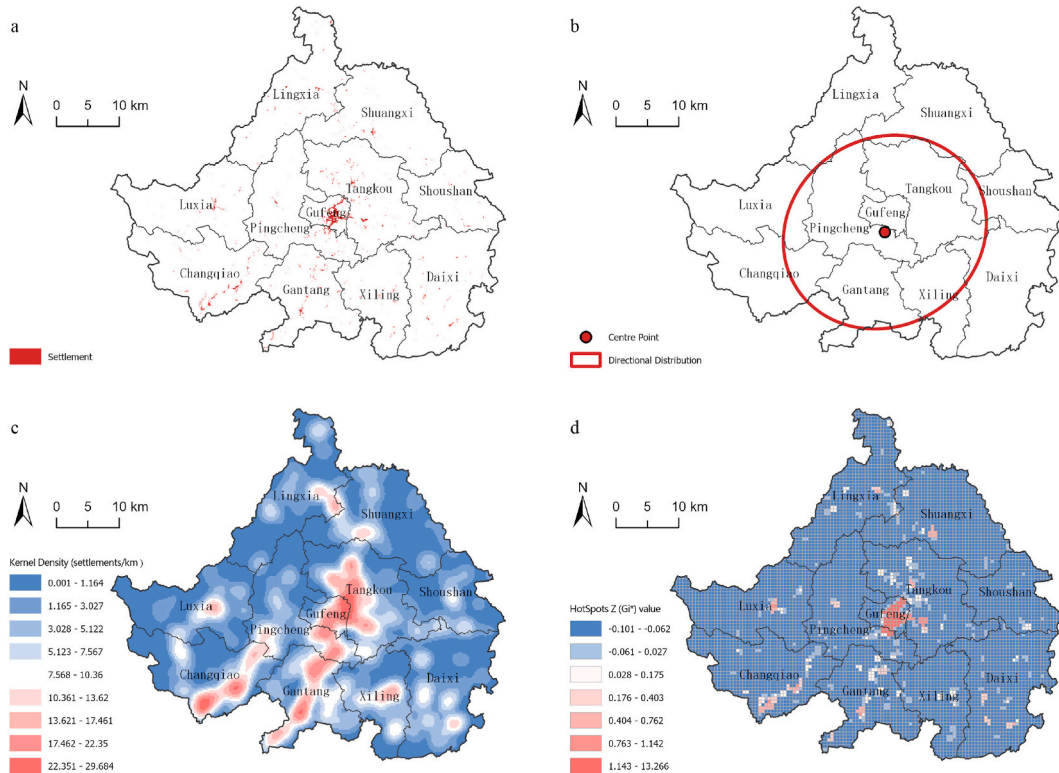 a
N
0 5 10 km
Lingxia
Shuangxi
Tangkou
Shoushan
Luxia
Gufeng
Pingcheng
Changqiao
Daixi
Gantang
Xiling
Settlement
b
N
0 5 10 km
Lingxia
Shuangxi
Tangkou
Shoushan
Luxia
Gufeng
Pingcheng
Changqiao
Daixi
Gantang
Xiling
Centre Point
Directional Distribution
c
N
0 5 10 km
Lingxia
Shuangxi
Tangkou
Shoushan
Luxia
Gufeng
Pingcheng
Changqiao
Daixi
Gantang
Xiling
Kernel Density (settlements/km )
0.001 - 1.164
1.165 - 3.027
3.028 - 5.122
5.123 - 7.567
7.568 - 10.36
10.361 - 13.62
13.621 - 17.461
17.462 - 22.35
22.351 - 29.684
d
N
0 5 10 km
Lingxia
Shuangxi
Tangkou
Shoushan
Luxia
Gufeng
Pingcheng
Changqiao
Daixi
Gantang
Xiling
HotSpots Z (Gi*) value
-0.101 - -0.062
-0.061 - 0.027
0.028 - 0.175
0.176 - 0.403
0.404 - 0.762
0.763 - 1.142
1.143 - 13.266